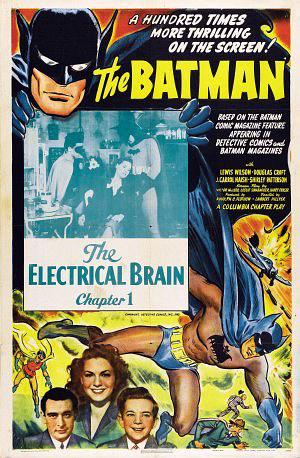 A HUNDRED TIMES
MORE THRILLING
ON THE SCREEN!
The BATMAN
BASED ON THE BATMAN
COMIC MAGAZINE FEATURE
APPEARING IN
DETECTIVE COMICS and
BATMAN MAGAZINES
with
LEWIS WILSON • DOUGLAS CROFT
J. CARROL NAISH • SHIRLEY PATTERSON
A COLUMBIA CHAPTER PLAY
The
ELECTRICAL BRAIN
Chapter 1